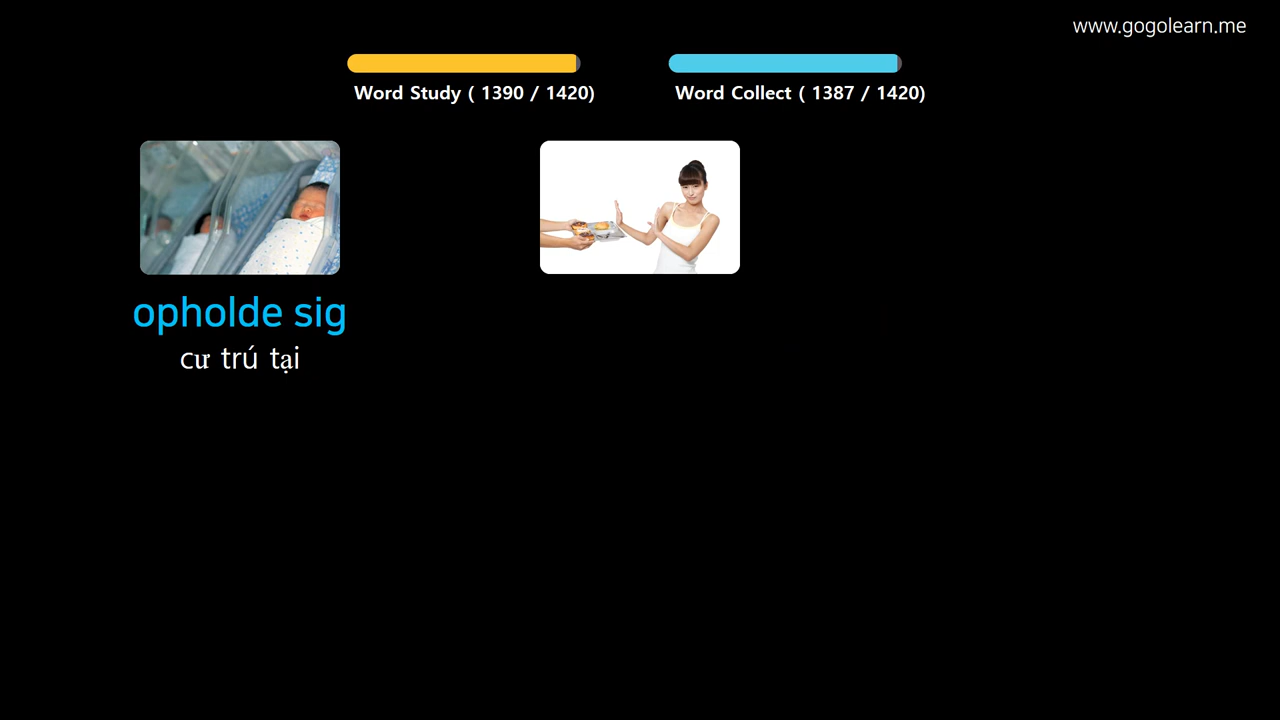 www.gogolearn.me
Word Study ( 1390 / 1420)
Word Collect ( 1387 / 1420)
opholde sig
cư trú tại